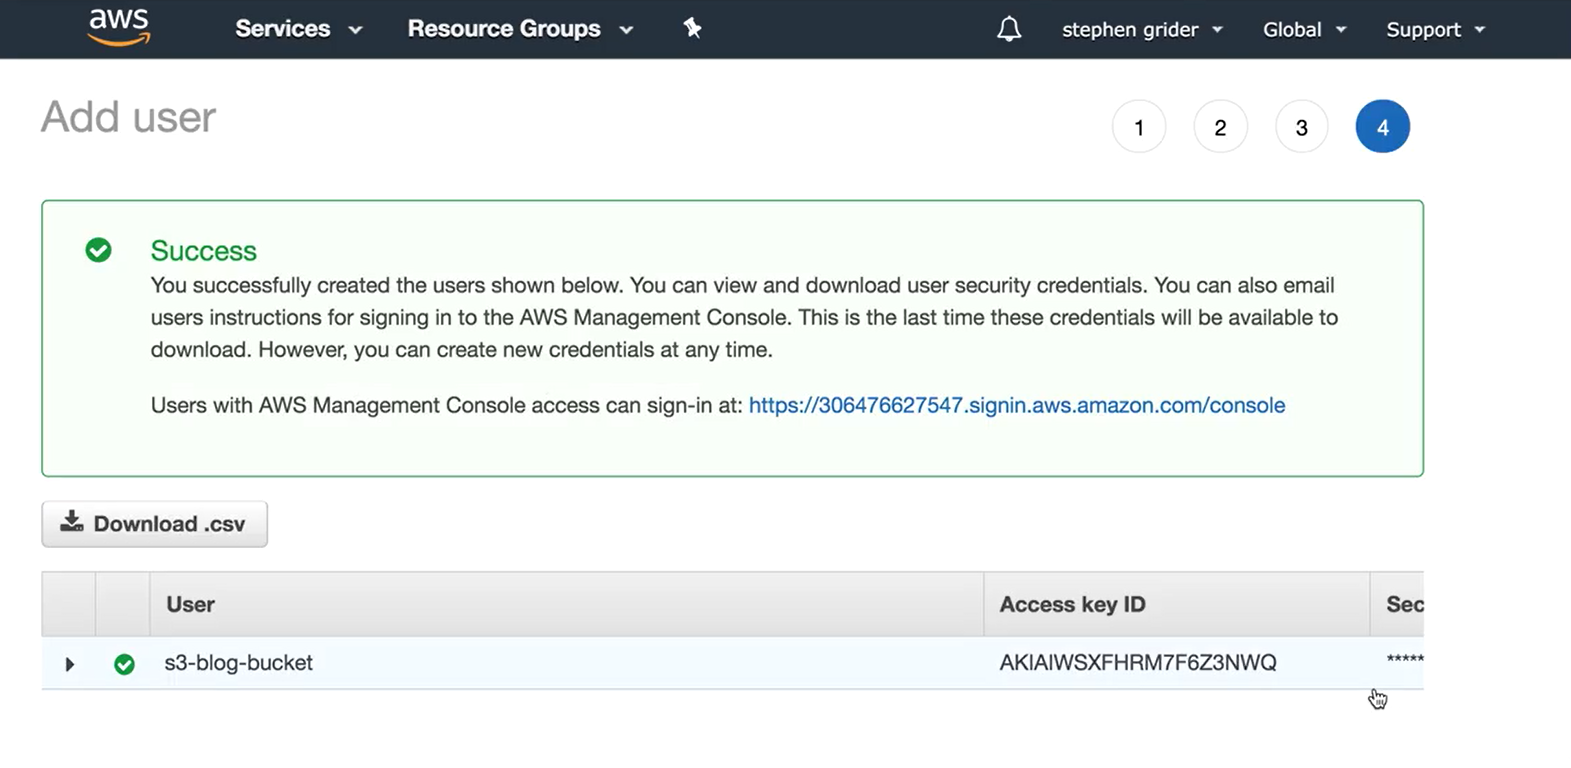 aws Services Resource Groups stephen grider Global Support
Add user
1 2 3 4
Success
You successfully created the users shown below. You can view and download user security credentials. You can also email
users instructions for signing in to the AWS Management Console. This is the last time these credentials will be available to
download. However, you can create new credentials at any time.
Users with AWS Management Console access can sign-in at: https://306476627547.signin.aws.amazon.com/console
Download .csv
User Access key ID Sec
s3-blog-bucket AKIAIWSXFHRM7F6Z3NWQ *****